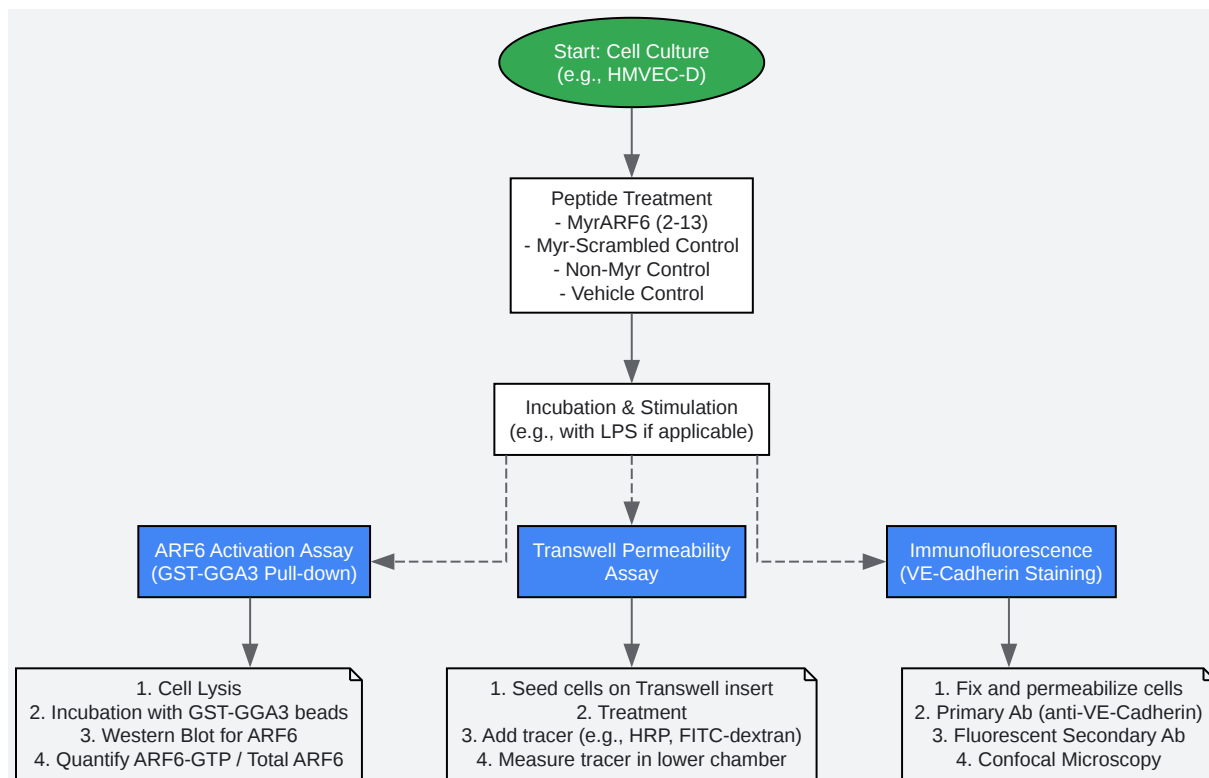 Start: Cell Culture
(e.g., HMVEC-D)
Peptide Treatment
- MyrARF6 (2-13)
- Myr-Scrambled Control
- Non-Myr Control
- Vehicle Control
Incubation & Stimulation
(e.g., with LPS if applicable)
ARF6 Activation Assay
(GST-GGA3 Pull-down)
Transwell Permeability
Assay
Immunofluorescence
(VE-Cadherin Staining)
1. Cell Lysis
2. Incubation with GST-GGA3 beads
3. Western Blot for ARF6
4. Quantify ARF6-GTP / Total ARF6
1. Seed cells on Transwell insert
2. Treatment
3. Add tracer (e.g., HRP, FITC-dextran)
4. Measure tracer in lower chamber
1. Fix and permeabilize cells
2. Primary Ab (anti-VE-Cadherin)
3. Fluorescent Secondary Ab
4. Confocal Microscopy